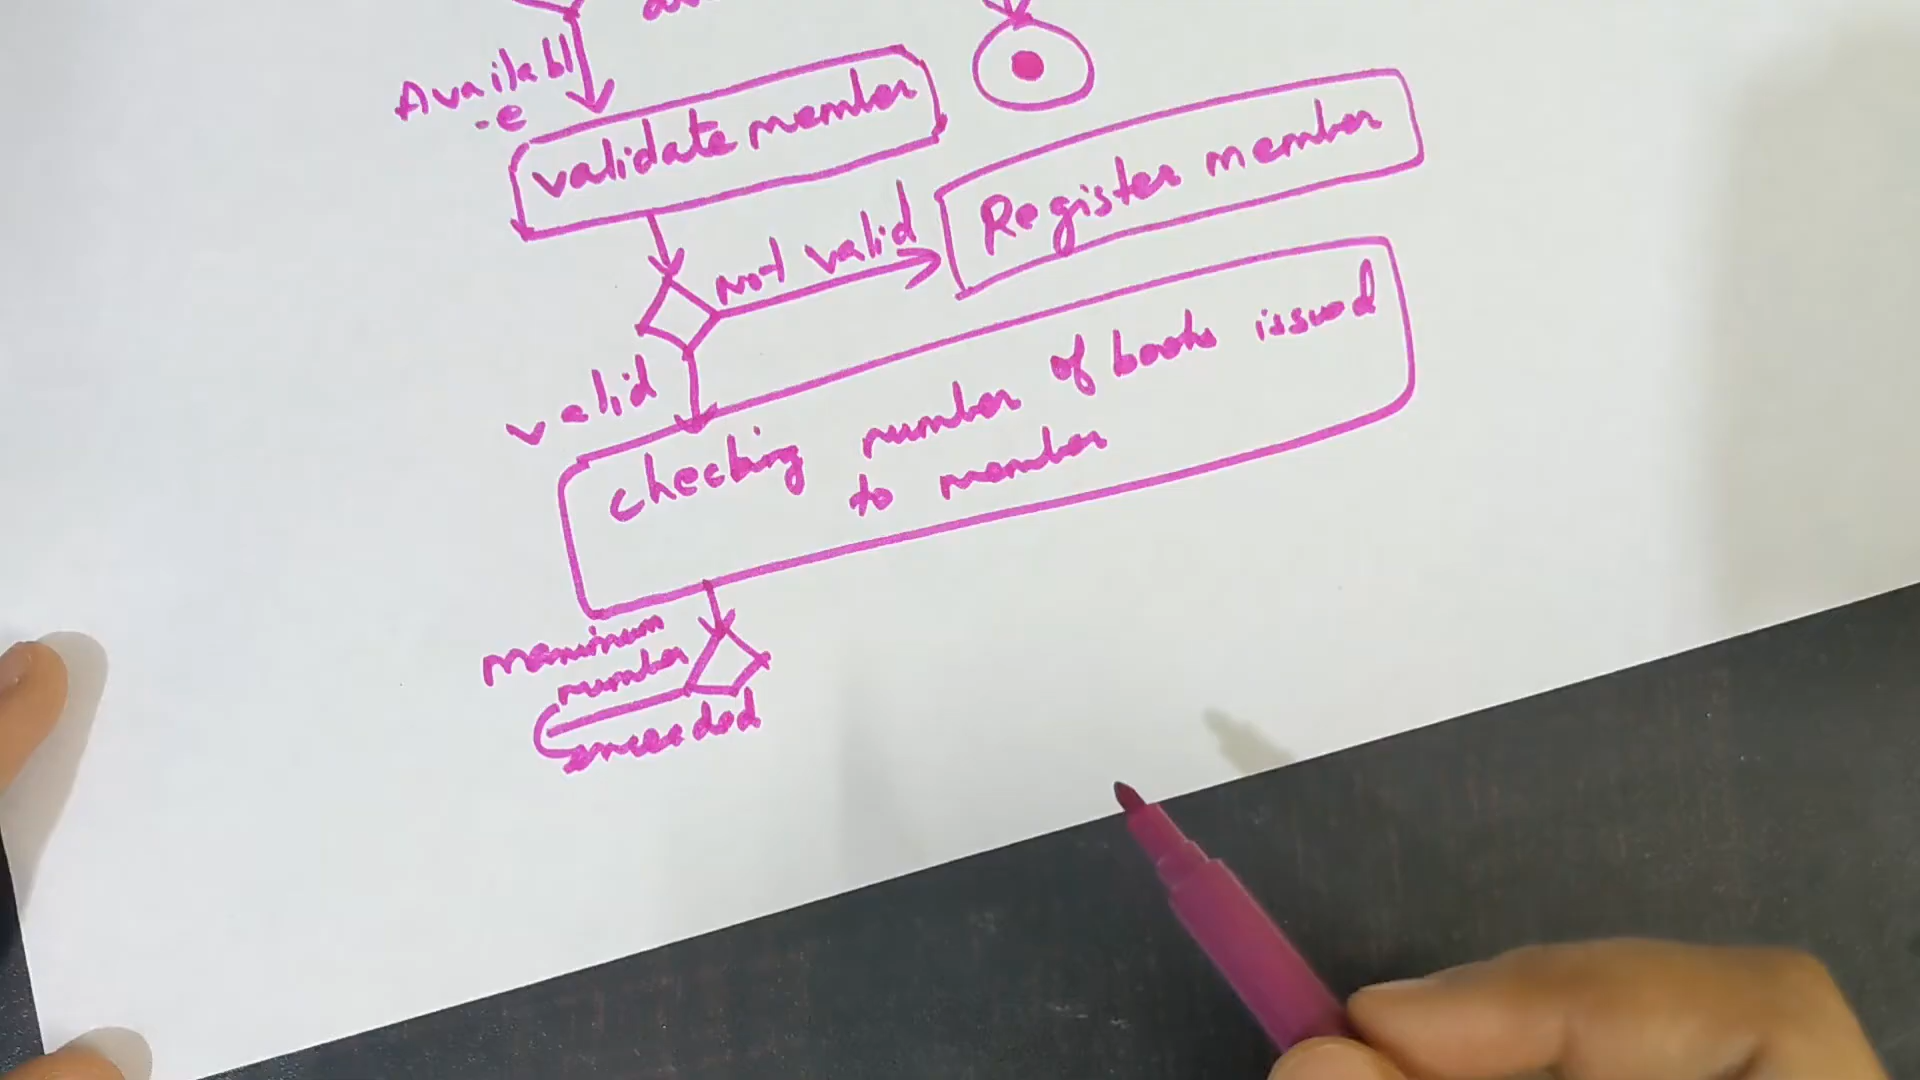 Availabl
-e
validate member
Register member
not valid
valid
checking number of books issued
to member
maximum
number
exceeded